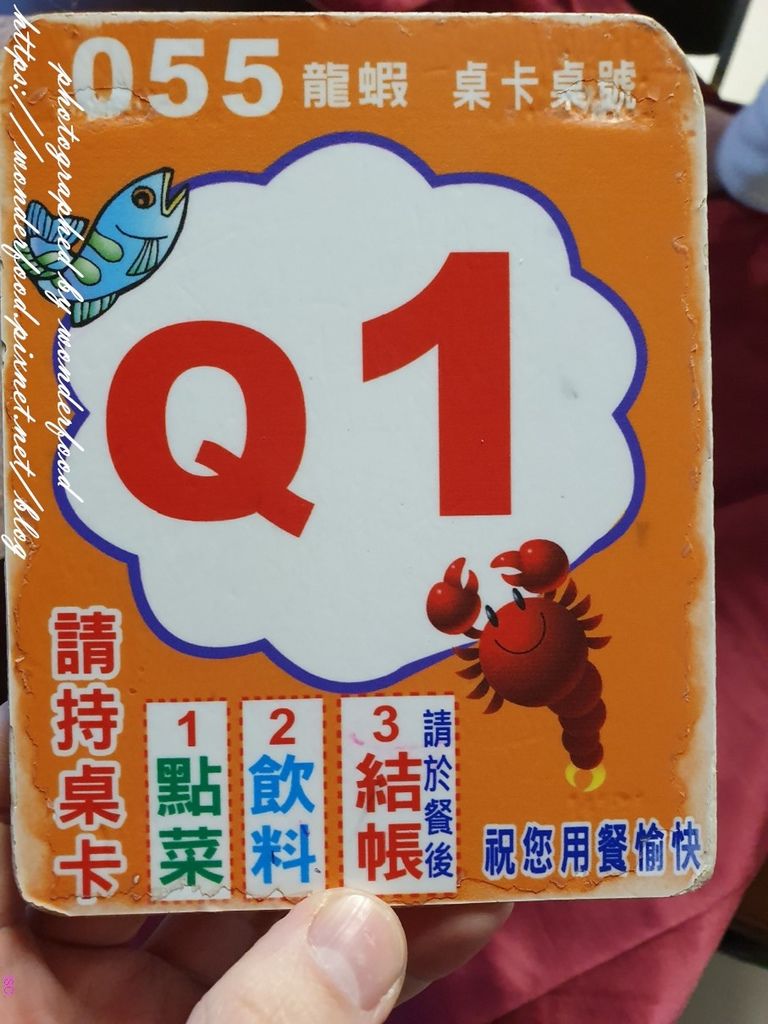 055 龍蝦 桌卡桌號
Q1
請持桌卡
1
點菜
2
飲料
3
結帳
請於餐後
祝您用餐愉快
photographed by wonderfood
https://wonderfood.pixnet.net/blog